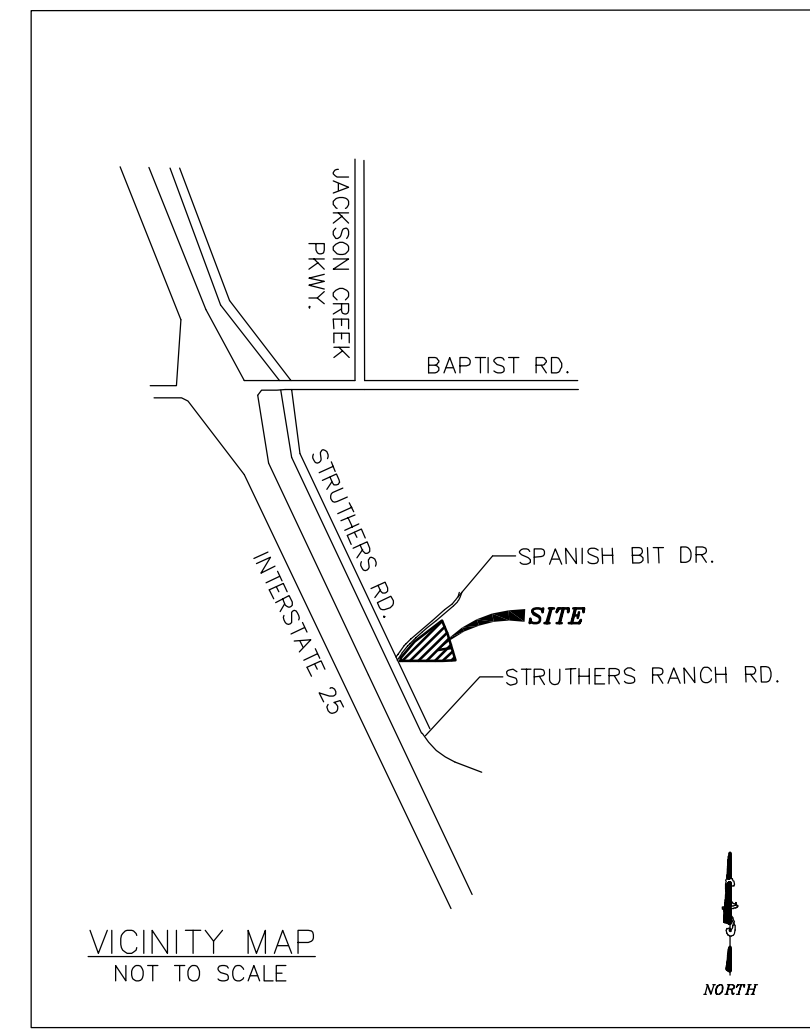 JACKSON CREEK
PKWY.
BAPTIST RD.
STRUTHERS RD.
SPANISH BIT DR.
SITE
INTERSTATE 25
STRUTHERS RANCH RD.
VICINITY MAP
NOT TO SCALE
NORTH